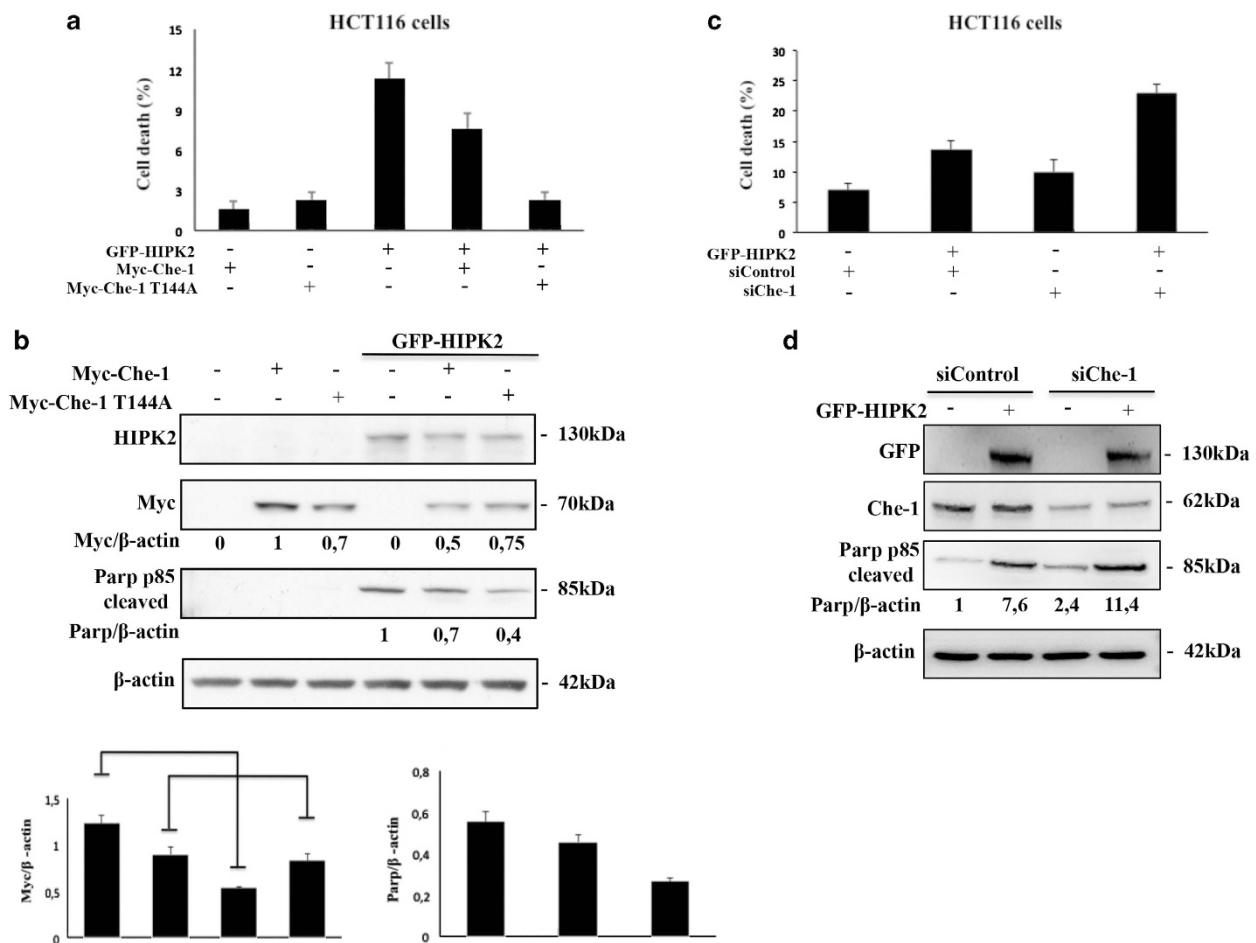 a
HCT116 cells
Cell death (%)
15
12
9
6
3
0
GFP-HIPK2 - - + + +
Myc-Che-1 + - - + -
Myc-Che-1 T144A - + - - +
c
HCT116 cells
Cell death (%)
30
25
20
15
10
5
0
GFP-HIPK2 - + - +
siControl + + - -
siChe-1 - - + +
b
GFP-HIPK2
Myc-Che-1 - + - - + -
Myc-Che-1 T144A - - + - - +
HIPK2 - 130kDa
Myc - 70kDa
Myc/β-actin 0 1 0,7 0 0,5 0,75
Parp p85
cleaved - 85kDa
Parp/β-actin 1 0,7 0,4
β-actin - 42kDa
Myc/β -actin
1,5
1
0,5
0
Parp/β -actin
0,8
0,6
0,4
0,2
0
d
siControl siChe-1
GFP-HIPK2 - + - +
GFP - 130kDa
Che-1 - 62kDa
Parp p85
cleaved - 85kDa
Parp/β-actin 1 7,6 2,4 11,4
β-actin - 42kDa